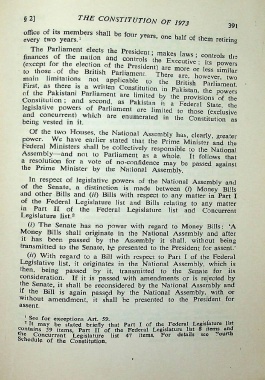 § 2] THE CONSTITUTION OF 1973 391
office of its members shall be four years, one half of them retiring
every two years.¹
The Parliament elects the President; makes laws; controls the
finances of the nation and controls the Executive: its powers
(except for the election of the President) are more or less similar
to those of the British Parliament. There are, however, two
main limitations not applicable to the British Parliament.
First, as there is a written Constitution in Pakistan, the powers
of the Pakistani Parliament are limited by the provisions of the
Constitution; and second, as Pakistan is a Federal State, the
legislative powers of Parliament are limited to those (exclusive
and concurrent) which are enumerated in the Constitution as
being vested in it.
Of the two Houses, the National Assembly has, clearly, greater
power. We have earlier stated that the Prime Minister and the
Federal Ministers shall be collectively responsible to the National
Assembly—and not to Parliament as a whole. It follows that
a resolution for a vote of no-confidence may be passed against
the Prime Minister by the National Assembly.
In respect of legislative powers of the National Assembly and
of the Senate, a distinction is made between (i) Money Bills
and other Bills and (ii) Bills with respect to any matter in Part I
of the Federal Legislative list and Bills relating to any matter
in Part II of the Federal Legislative list and Concurrent
Legislature list.²
(i) The Senate has no power with regard to Money Bills: 'A
Money Bills shall originate in the National Assembly and after
it has been passed by the Assembly it shall, without being
transmitted to the Senate, be presented to the President for assent.'
(ii) With regard to a Bill with respect to Part I of the Federal
Legislative list, it originates in the National Assembly, which is
then, being passed by it, transmitted to the Senate for its
consideration. If it is passed with amendments or is rejected by
the Senate, it shall be reconsidered by the National Assembly and
if the Bill is again passed by the National Assembly, with or
without amendment, it shall be presented to the President for
assent.
¹ See for exceptions Art. 59.
² It may be stated briefly that Part I of the Federal Legislature list
contains 59 items, Part II of the Federal Legislature list 8 items and
the Concurrent Legislature list 47 items. For details see Fourth
Schedule of the Constitution.